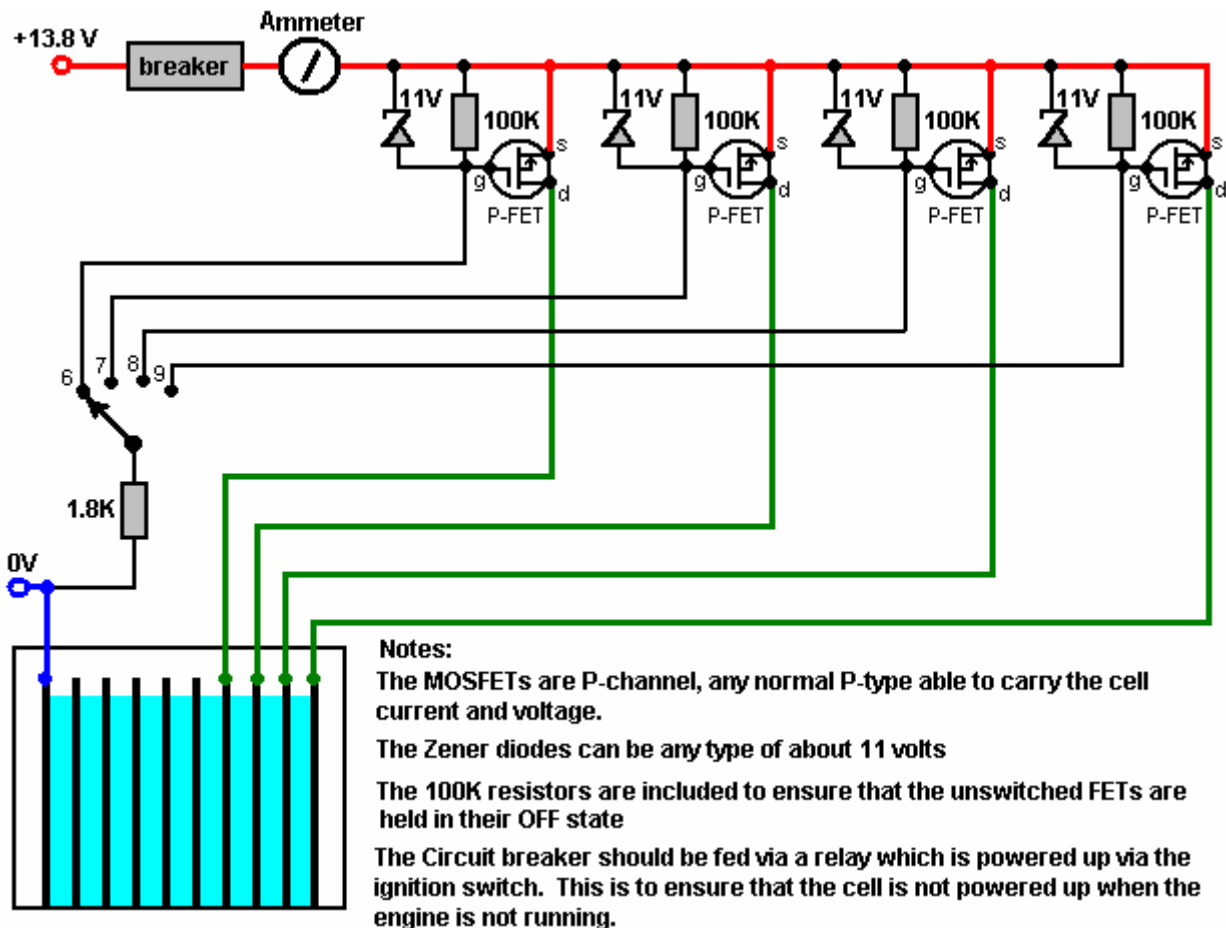 Ammeter
+13.8 V
breaker
11V
100K
s
g
d
P-FET
11V
100K
s
g
d
P-FET
11V
100K
s
g
d
P-FET
11V
100K
s
g
d
P-FET
6
7
8
9
1.8K
0V
Notes:
The MOSFETs are P-channel, any normal P-type able to carry the cell
current and voltage.
The Zener diodes can be any type of about 11 volts
The 100K resistors are included to ensure that the unswitched FETs are
held in their OFF state
The Circuit breaker should be fed via a relay which is powered up via the
ignition switch.  This is to ensure that the cell is not powered up when the
engine is not running.